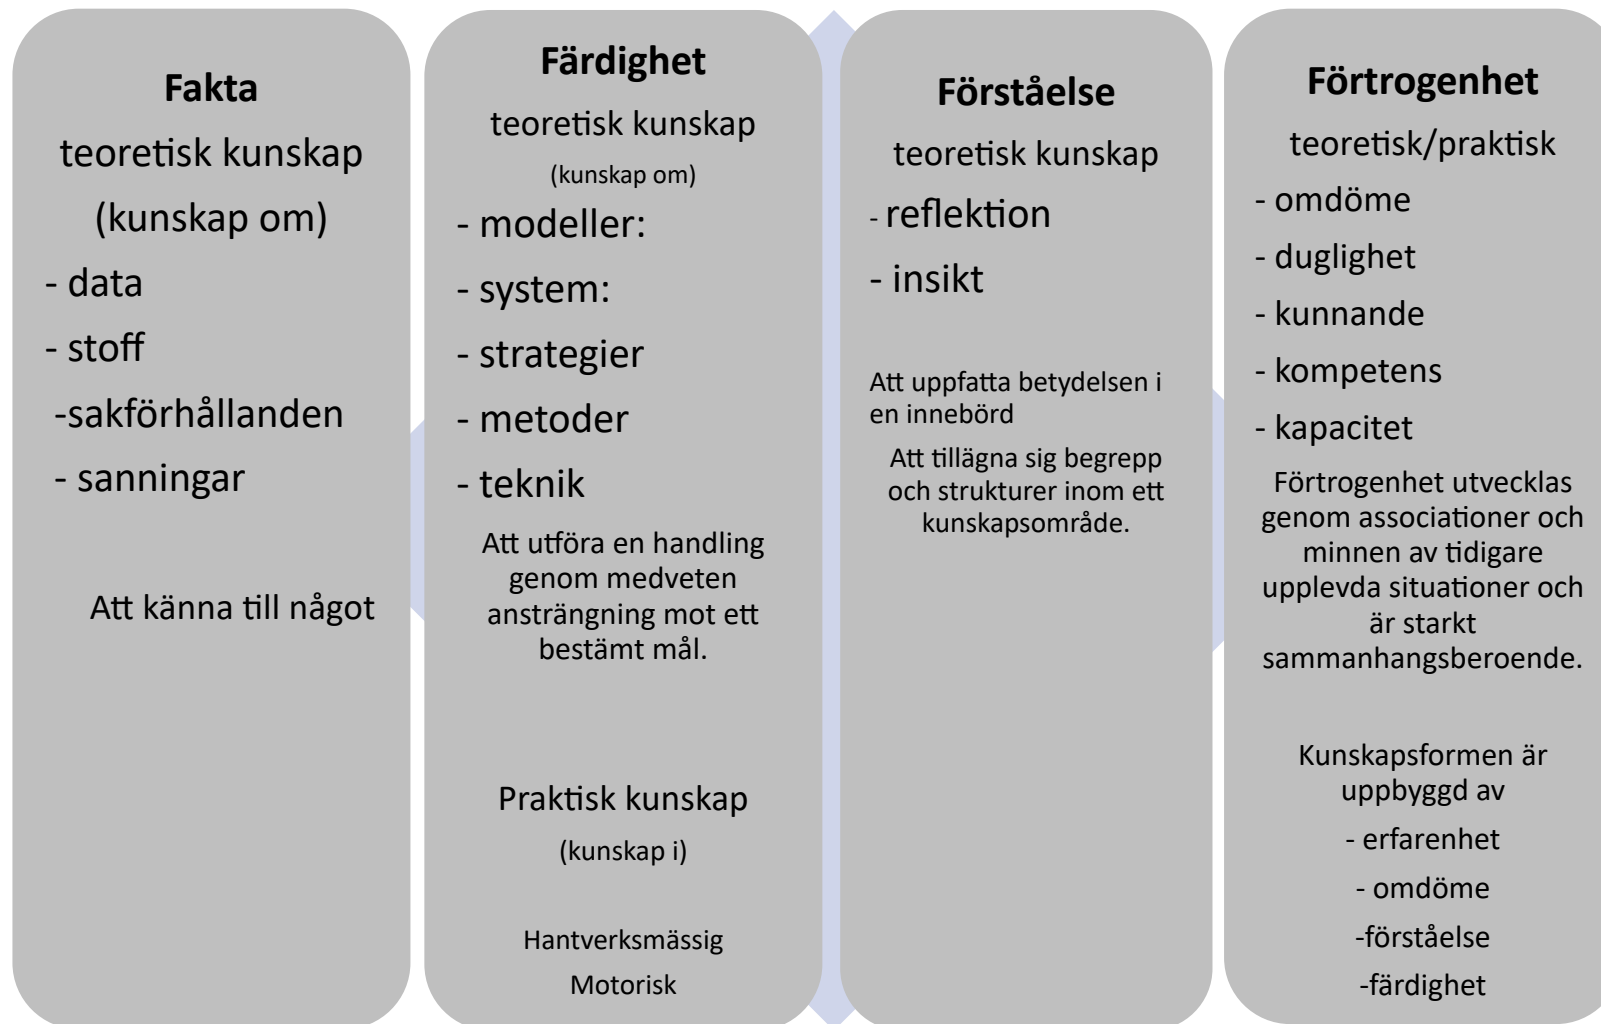 Fakta
teoretisk kunskap
(kunskap om)
- data
- stoff
-sakförhållanden
- sanningar
Att känna till något
Färdighet
teoretisk kunskap
(kunskap om)
- modeller:
- system:
- strategier
- metoder
- teknik
Att utföra en handling
genom medveten
ansträngning mot ett
bestämt mål.
Praktisk kunskap
(kunskap i)
Hantverksmässig
Motorisk
Förståelse
teoretisk kunskap
- reflektion
- insikt
Att uppfatta betydelsen i
en innebörd
Att tillägna sig begrepp
och strukturer inom ett
kunskapsområde.
Förtrogenhet
teoretisk/praktisk
- omdöme
- duglighet
- kunnande
- kompetens
- kapacitet
Förtrogenhet utvecklas
genom associationer och
minnen av tidigare
upplevda situationer och
är starkt
sammanhangsberoende.
Kunskapsformen är
uppbyggd av
- erfarenhet
- omdöme
-förståelse
-färdighet